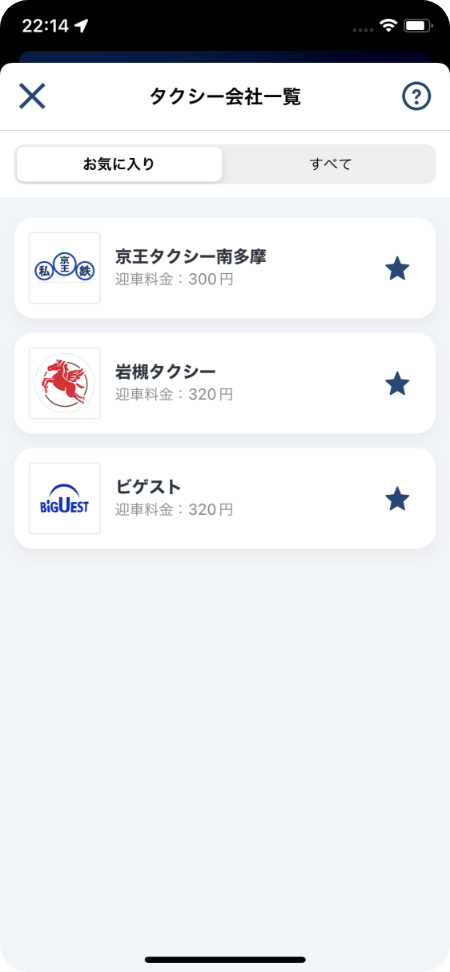 22:14
タクシー会社一覧
お気に入り
すべて
私
京王
鉄
京王タクシー南多摩
迎車料金：300円
岩槻タクシー
迎車料金：320円
BiGUEST
ビゲスト
迎車料金：320円